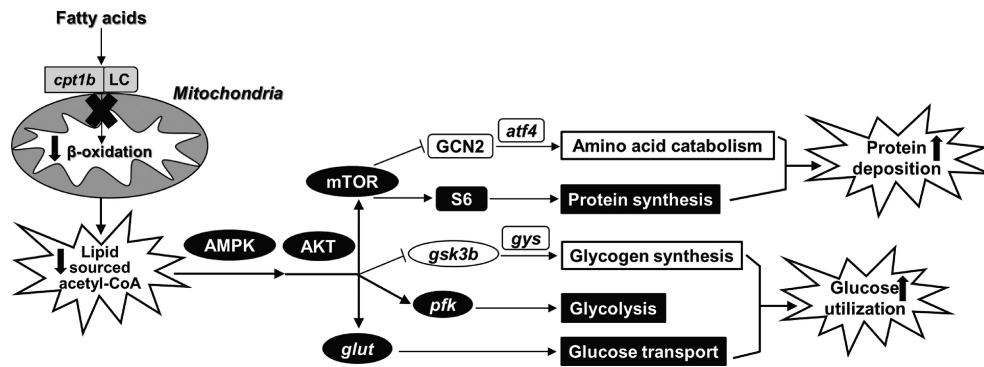 Fatty acids
cpt1b LC
Mitochondria
β-oxidation
Lipid
sourced
acetyl-CoA
AMPK
AKT
mTOR
GCN2
atf4
Amino acid catabolism
S6
Protein synthesis
Protein
deposition
gsk3b
gys
Glycogen synthesis
pfk
Glycolysis
glut
Glucose transport
Glucose
utilization